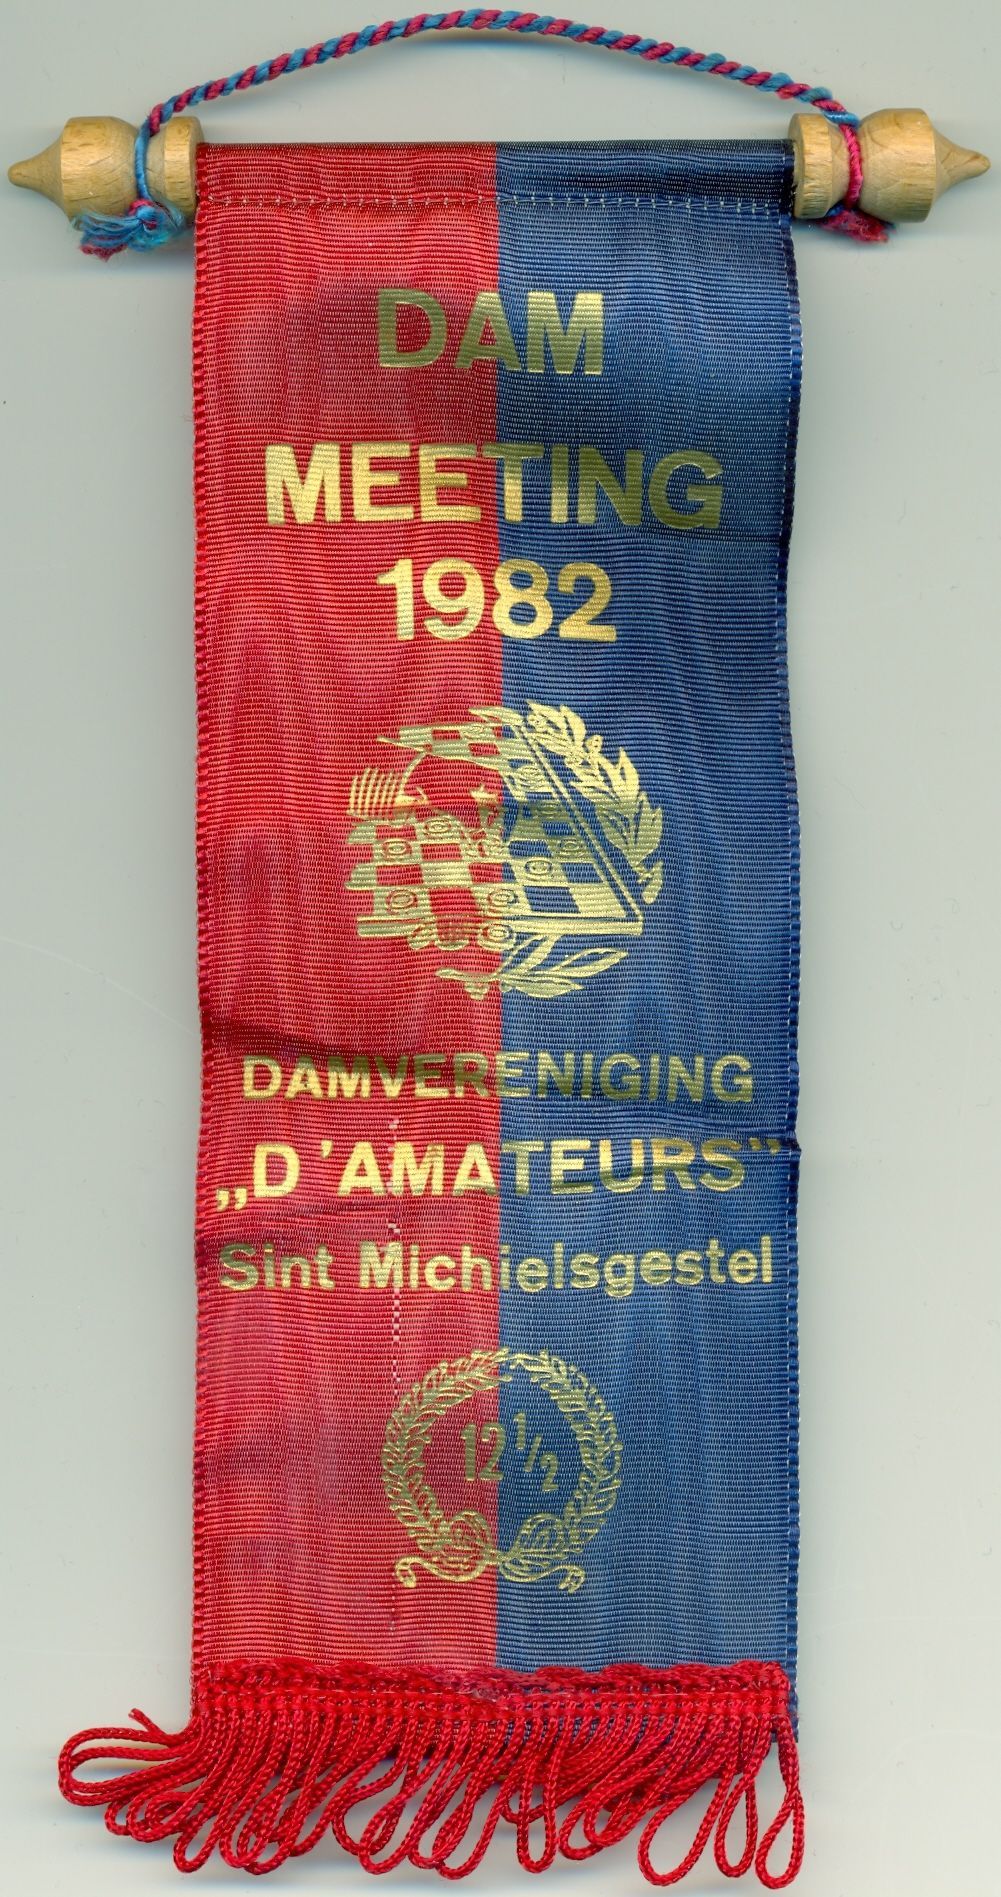 DAM
MEETING
1982
DAMVERENIGING
„D'AMATEURS”
Sint Michielsgestel
12 1/2